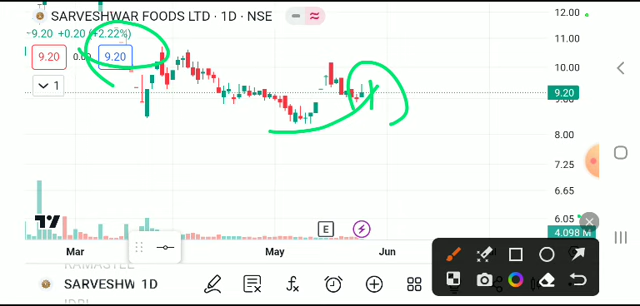 SARVESHWAR FOODS LTD · 1D · NSE
9.20 +0.20 (+2.22%)
9.20
9.20
1
12.00
11.00
10.00
9.20
9.00
8.00
7.25
6.65
6.05
4.098 M
E
Mar
May
Jun
SARVESHW 1D